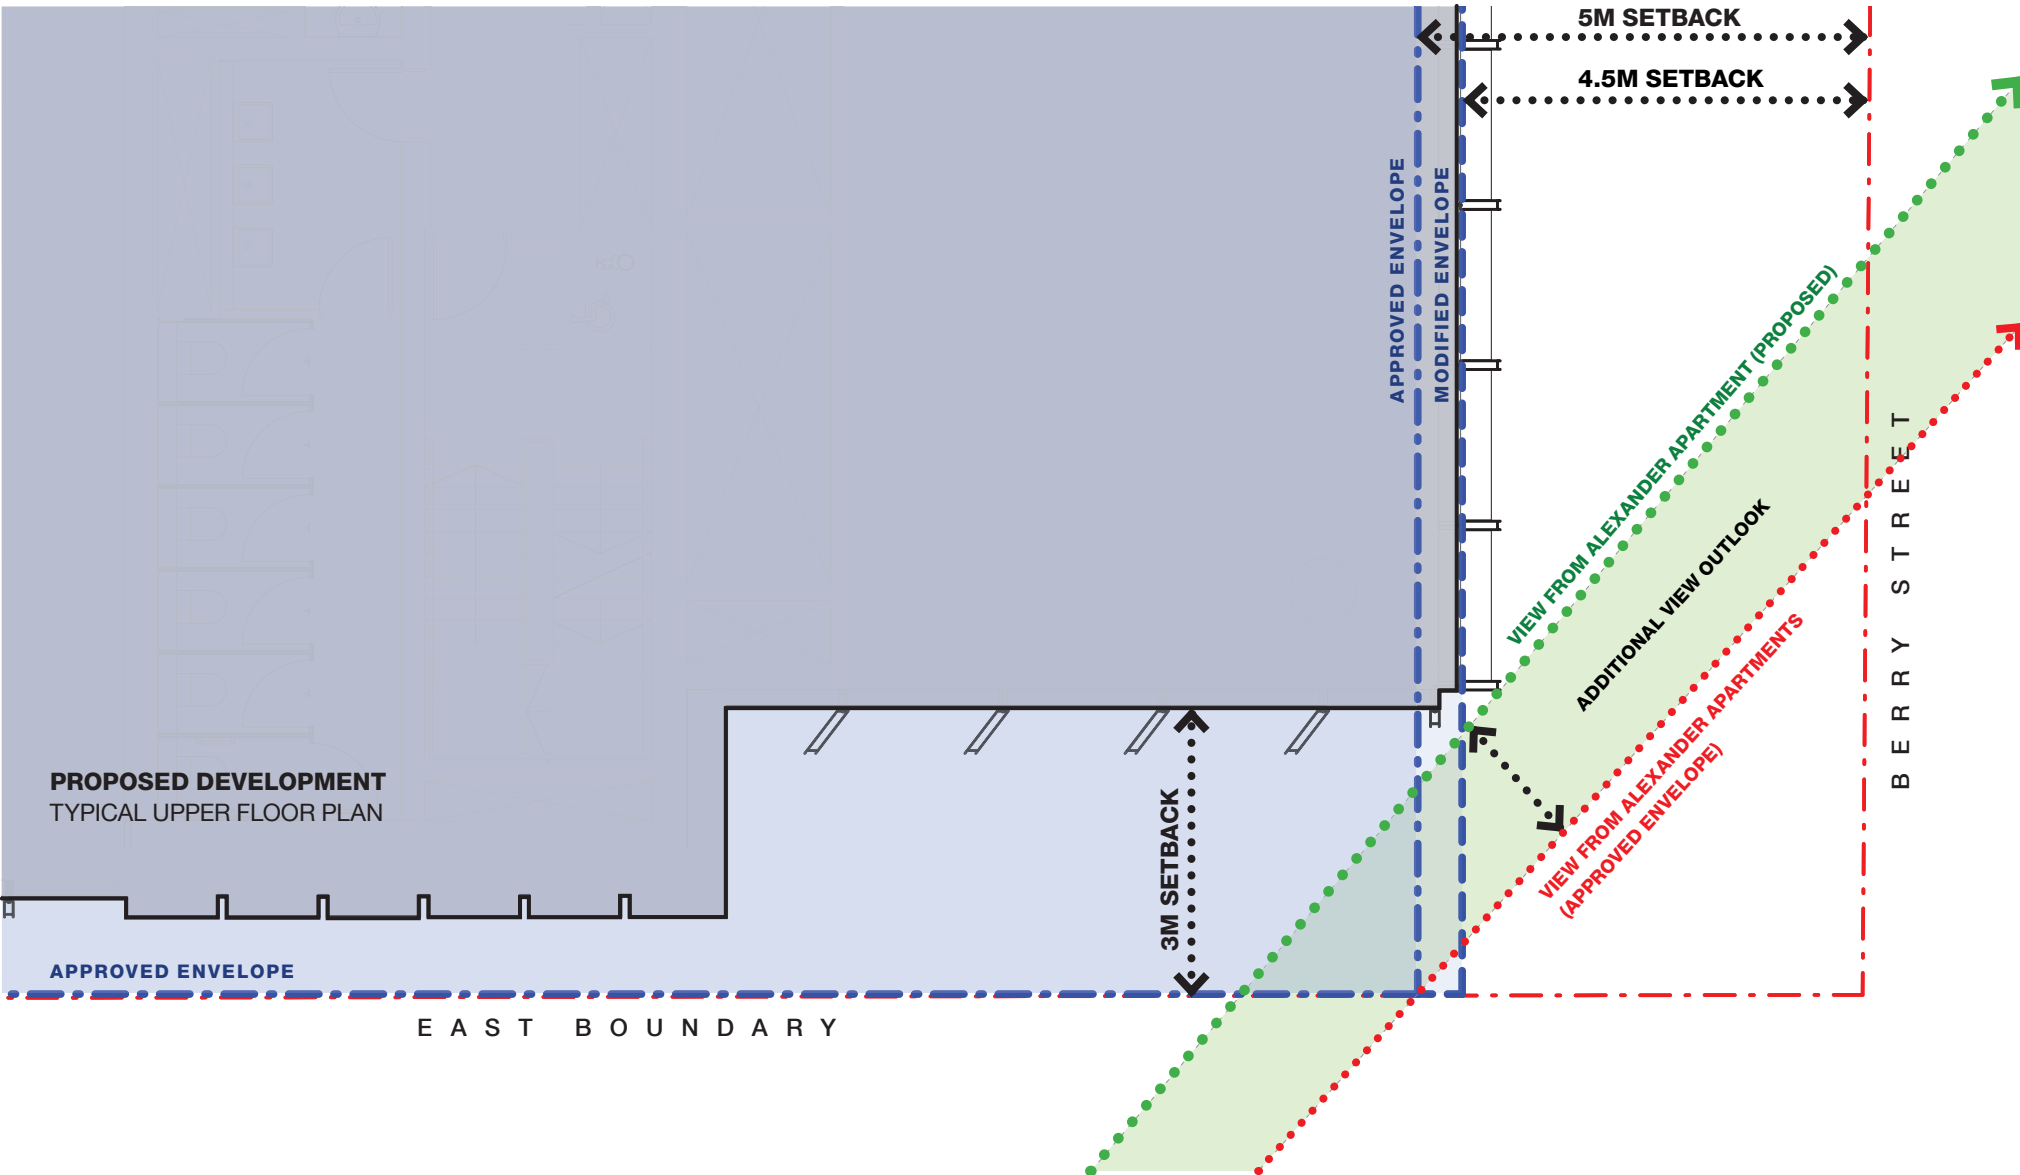 5M SETBACK
4.5M SETBACK
APPROVED ENVELOPE
MODIFIED ENVELOPE
VIEW FROM ALEXANDER APARTMENT (PROPOSED)
ADDITIONAL VIEW OUTLOOK
VIEW FROM ALEXANDER APARTMENTS
(APPROVED ENVELOPE)
BERRY STREET
PROPOSED DEVELOPMENT
TYPICAL UPPER FLOOR PLAN
3M SETBACK
APPROVED ENVELOPE
EAST BOUNDARY